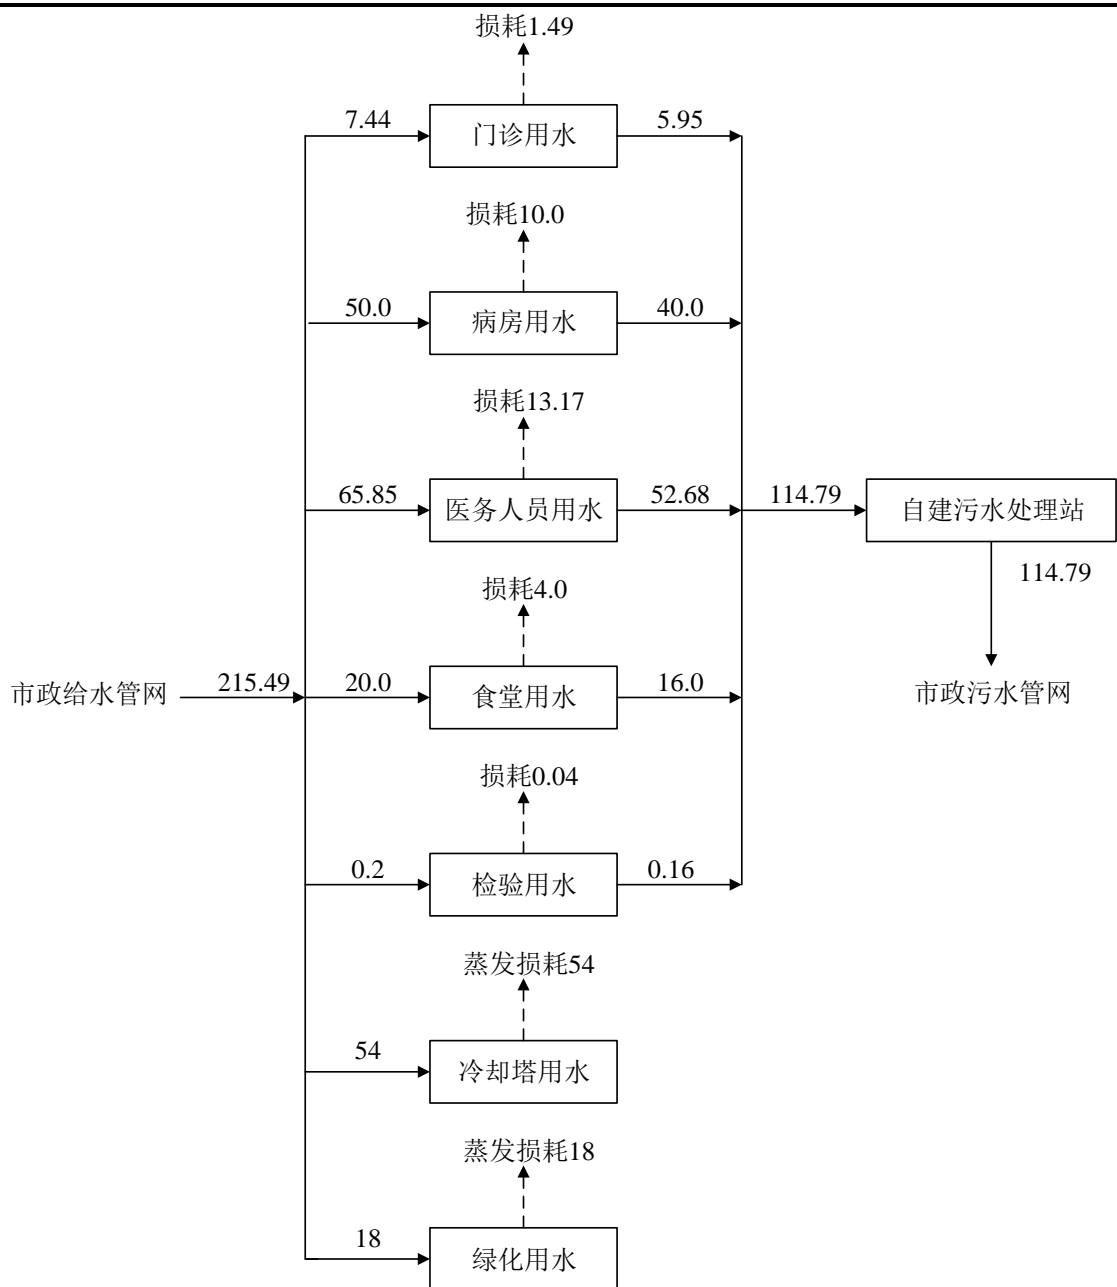 损耗1.49
7.44
门诊用水
5.95
损耗10.0
50.0
病房用水
40.0
损耗13.17
65.85
医务人员用水
52.68
114.79
自建污水处理站
损耗4.0
114.79
市政给水管网
215.49
20.0
食堂用水
16.0
市政污水管网
损耗0.04
0.2
检验用水
0.16
蒸发损耗54
54
冷却塔用水
蒸发损耗18
18
绿化用水